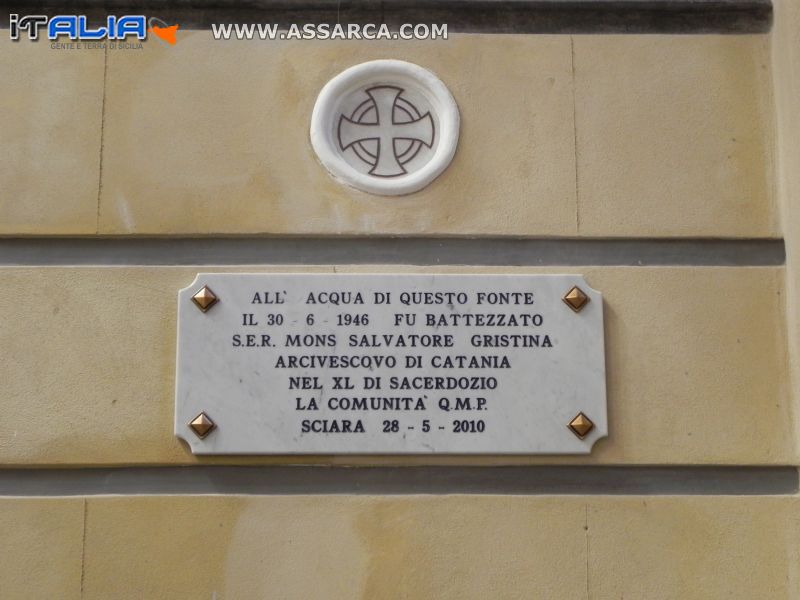 iTALIA
GENTE E TERRA DI SICILIA
WWW.ASSARCA.COM
ALL` ACQUA DI QUESTO FONTE
IL 30 - 6 - 1946 FU BATTEZZATO
S.E.R. MONS SALVATORE GRISTINA
ARCIVESCOVO DI CATANIA
NEL XL DI SACERDOZIO
LA COMUNITA` Q.M.P.
SCIARA 28 - 5 - 2010